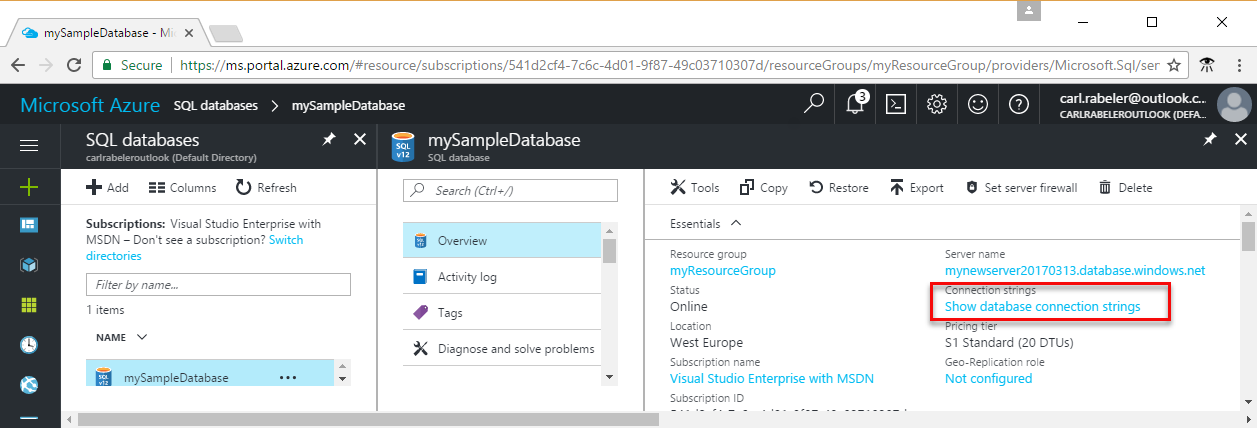 mySampleDatabase - Mi
Secure https://ms.portal.azure.com/#resource/subscriptions/541d2cf4-7c6c-4d01-9f87-49c03710307d/resourceGroups/myResourceGroup/providers/Microsoft.Sql/ser
Microsoft Azure SQL databases > mySampleDatabase 3 carl.rabeler@outlook.c...
CARLRABELEROUTLOOK (DEFA...
SQL databases
carlrabeleroutlook (Default Directory)
Add Columns Refresh
Subscriptions: Visual Studio Enterprise with
MSDN – Don't see a subscription? Switch
directories
Filter by name...
1 items
NAME
SQL v12 mySampleDatabase ...
SQL v12 mySampleDatabase
SQL database
Search (Ctrl+/)
Overview
Activity log
Tags
Diagnose and solve problems
Tools Copy Restore Export Set server firewall Delete
Essentials
Resource group
myResourceGroup
Status
Online
Location
West Europe
Subscription name
Visual Studio Enterprise with MSDN
Subscription ID
Server name
mynewserver20170313.database.windows.net
Connection strings
Show database connection strings
Pricing tier
S1 Standard (20 DTUs)
Geo-Replication role
Not configured